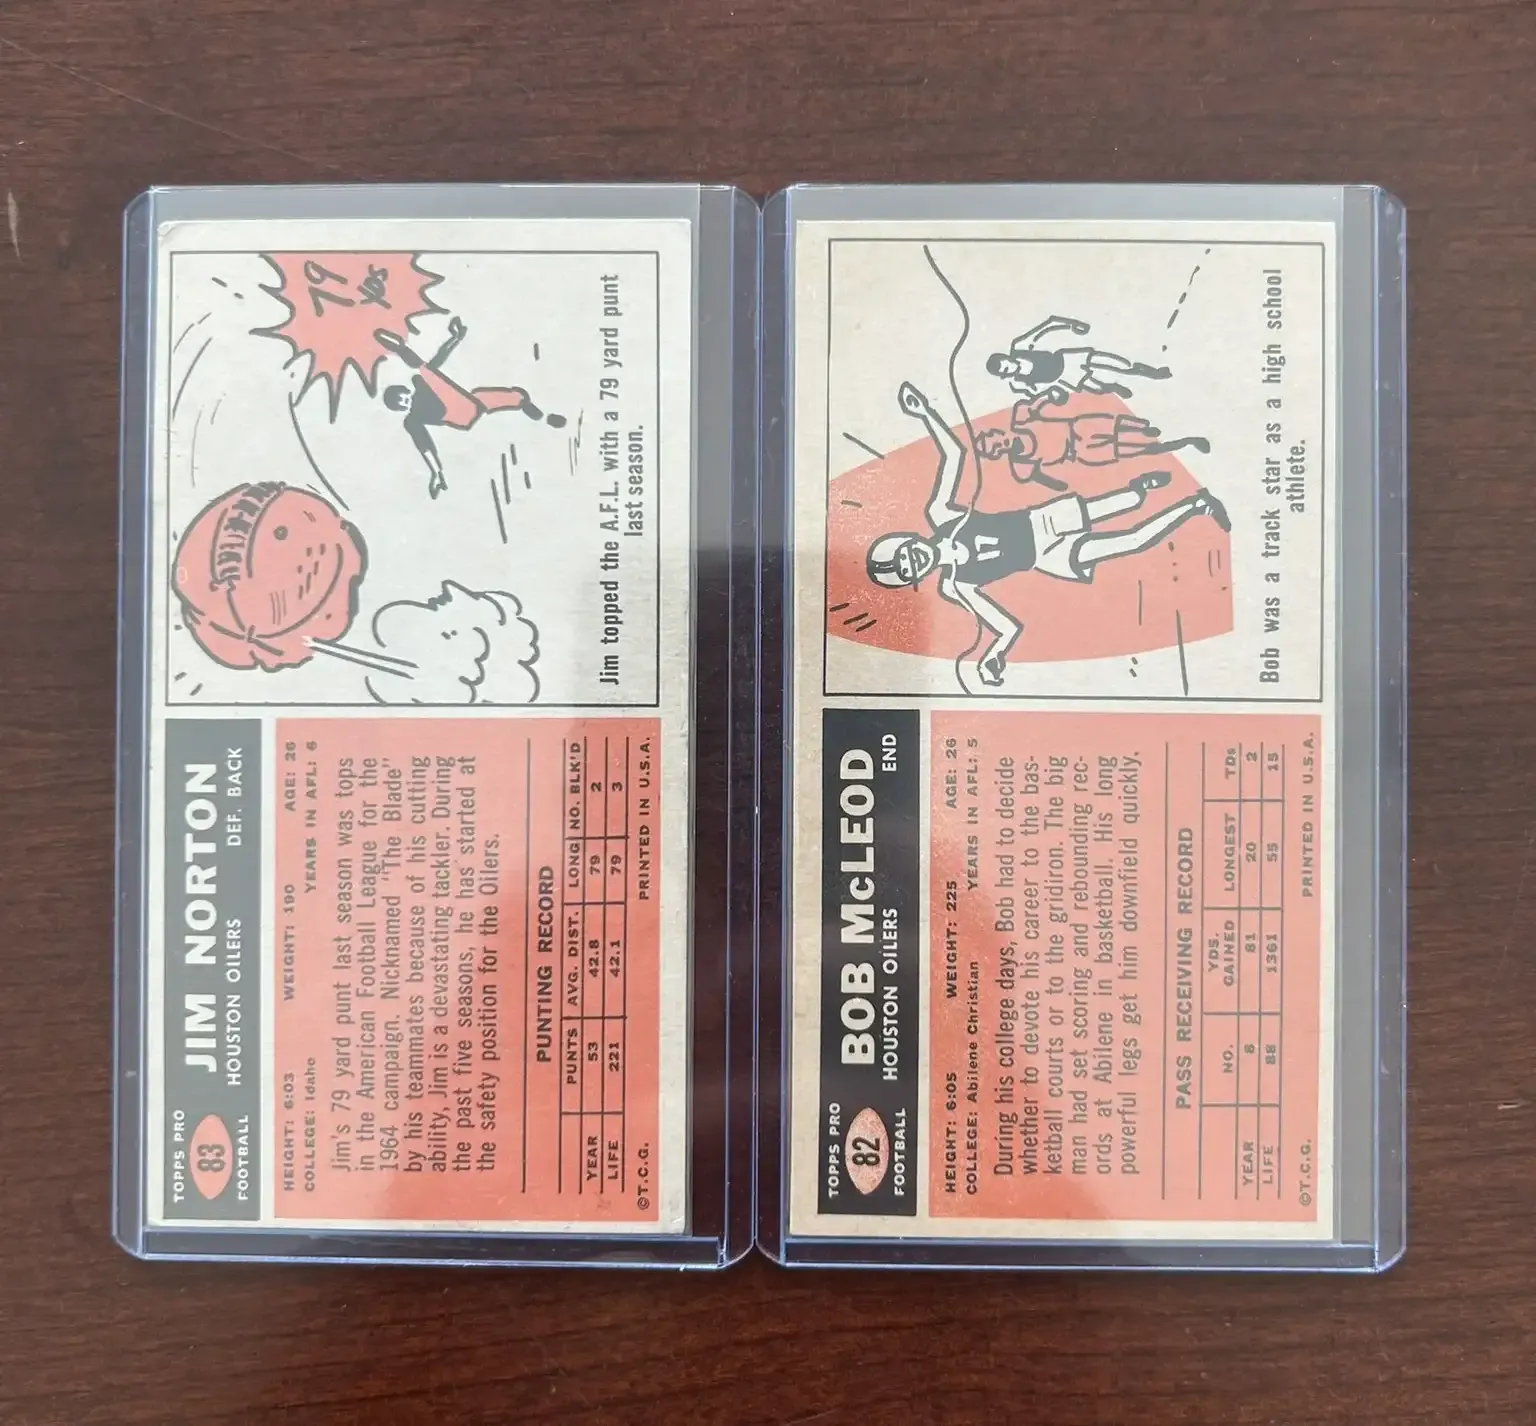 TOPPS PRO
83
FOOTBALL
JIM NORTON
HOUSTON OILERS DEF. BACK
HEIGHT: 6:03 WEIGHT: 190 AGE: 26
COLLEGE: Idaho YEARS IN AFL: 6
Jim's 79 yard punt last season was tops
in the American Football League for the
1964 campaign. Nicknamed "The Blade"
by his teammates because of his cutting
ability, Jim is a devastating tackler. During
the past five seasons, he has started at
the safety position for the Oilers.
PUNTING RECORD
PUNTS AVG. DIST. LONG NO. BLK'D
YEAR 53 42.8 79 2
LIFE 221 42.1 79 3
©T.C.G. PRINTED IN U.S.A.
79
YDS
Jim topped the A.F.L. with a 79 yard punt
last season.
TOPPS PRO
82
FOOTBALL
BOB McLEOD
HOUSTON OILERS END
HEIGHT: 6:05 WEIGHT: 225 AGE: 26
COLLEGE: Abilene Christian YEARS IN AFL: 5
During his college days, Bob had to decide
whether to devote his career to the bas-
ketball courts or to the gridiron. The big
man had set scoring and rebounding rec-
ords at Abilene in basketball. His long
powerful legs get him downfield quickly.
PASS RECEIVING RECORD
NO. YDS. GAINED LONGEST TDs
YEAR 8 81 20 2
LIFE 88 1361 55 15
©T.C.G. PRINTED IN U.S.A.
17
Bob was a track star as a high school
athlete.